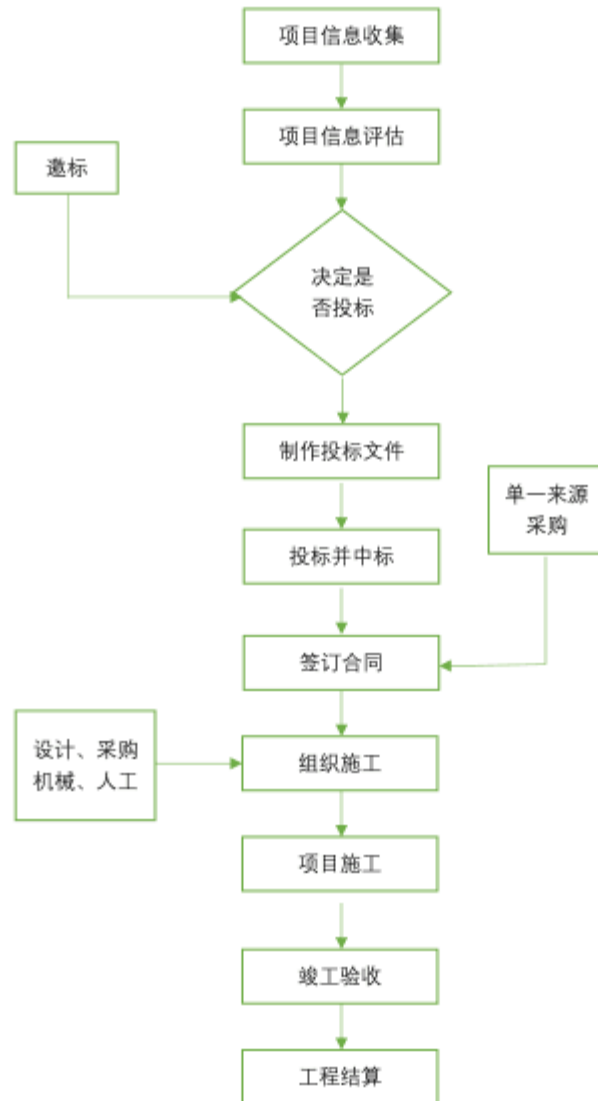 项目信息收集
项目信息评估
邀标
决定是
否投标
制作投标文件
单一来源
采购
投标并中标
签订合同
设计、采购
机械、人工
组织施工
项目施工
竣工验收
工程结算